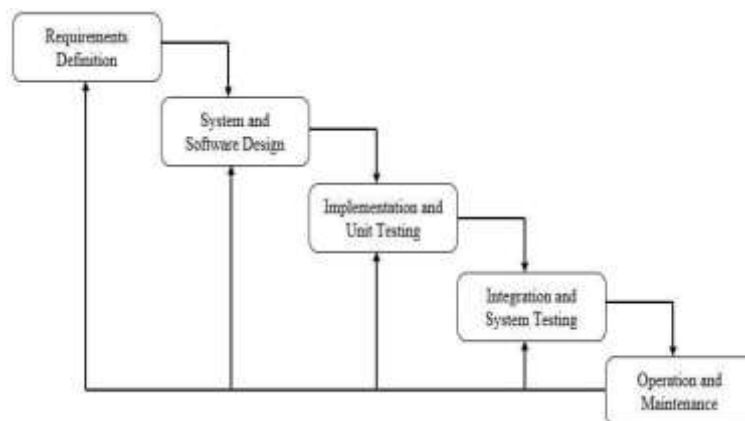 Requirements
Definition
System and
Software Design
Implementation and
Unit Testing
Integration and
System Testing
Operation and
Maintenance